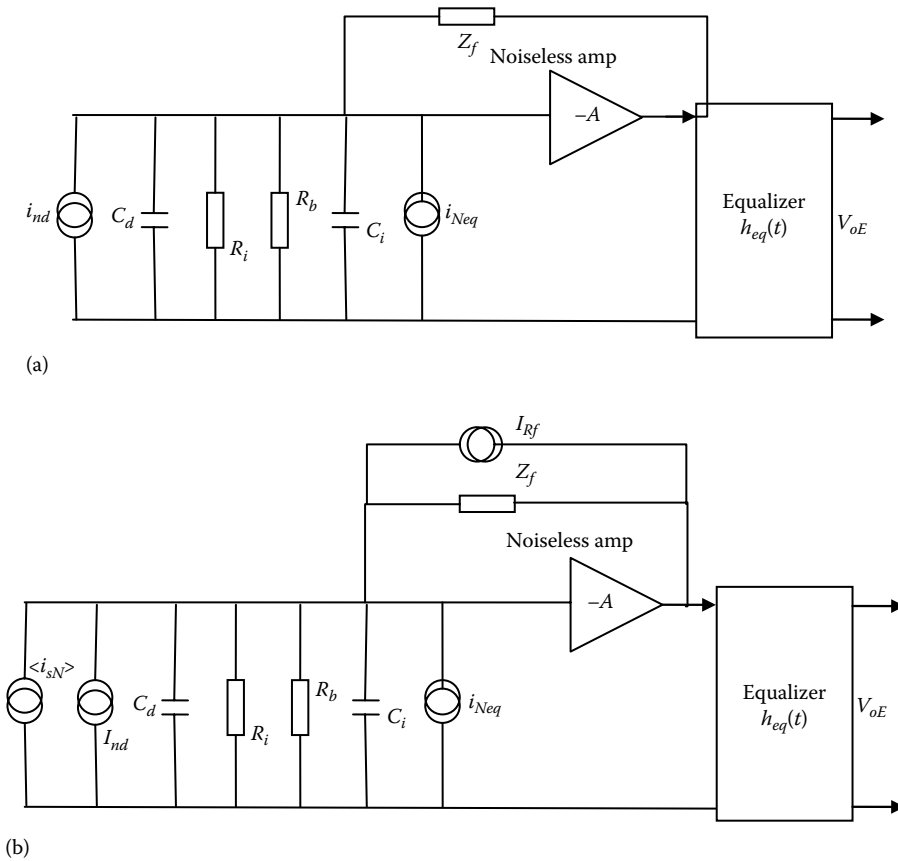 Z_f
Noiseless amp
–A
i_nd
C_d
R_i
R_b
C_i
i_Neq
Equalizer
h_eq(t)
V_oE
(a)
I_Rf
Z_f
Noiseless amp
–A
<i_sN>
I_nd
C_d
R_i
R_b
C_i
i_Neq
Equalizer
h_eq(t)
V_oE
(b)